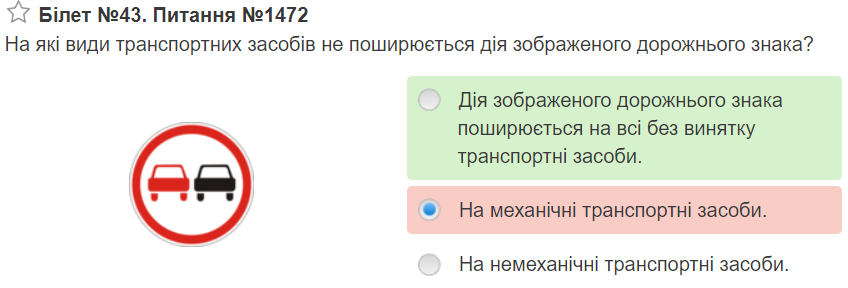 Білет №43. Питання №1472
На які види транспортних засобів не поширюється дія зображеного дорожнього знака?
Дія зображеного дорожнього знака
поширюється на всі без винятку
транспортні засоби.
На механічні транспортні засоби.
На немеханічні транспортні засоби.